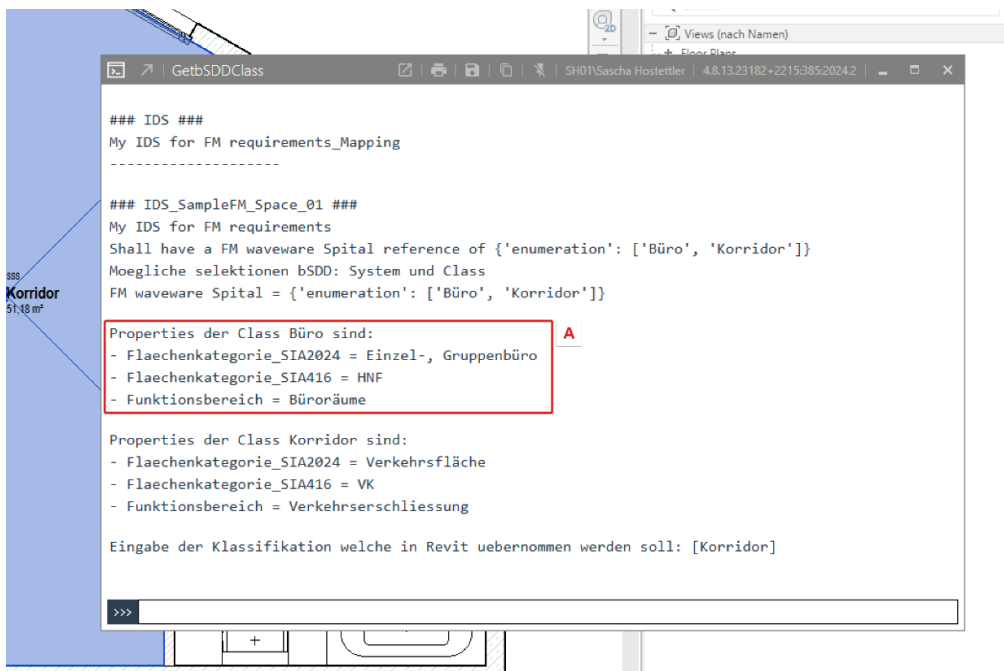 2D
Views (nach Namen)
Floor Plans
GetbSDDClass
SH01\Sascha Hostettler
4.8.13.23182+2215:385:2024.2
### IDS ###
My IDS for FM requirements_Mapping
--------------------
### IDS_SampleFM_Space_01 ###
My IDS for FM requirements
Shall have a FM waveware Spital reference of {'enumeration': ['Büro', 'Korridor']}
Moegliche selektionen bSDD: System und Class
FM waveware Spital = {'enumeration': ['Büro', 'Korridor']}
Properties der Class Büro sind:
A
- Flaechenkategorie_SIA2024 = Einzel-, Gruppenbüro
- Flaechenkategorie_SIA416 = HNF
- Funktionsbereich = Büroräume
Properties der Class Korridor sind:
- Flaechenkategorie_SIA2024 = Verkehrsfläche
- Flaechenkategorie_SIA416 = VK
- Funktionsbereich = Verkehrserschliessung
Eingabe der Klassifikation welche in Revit uebernommen werden soll: [Korridor]
>>>
sss
Korridor
51,18 m²